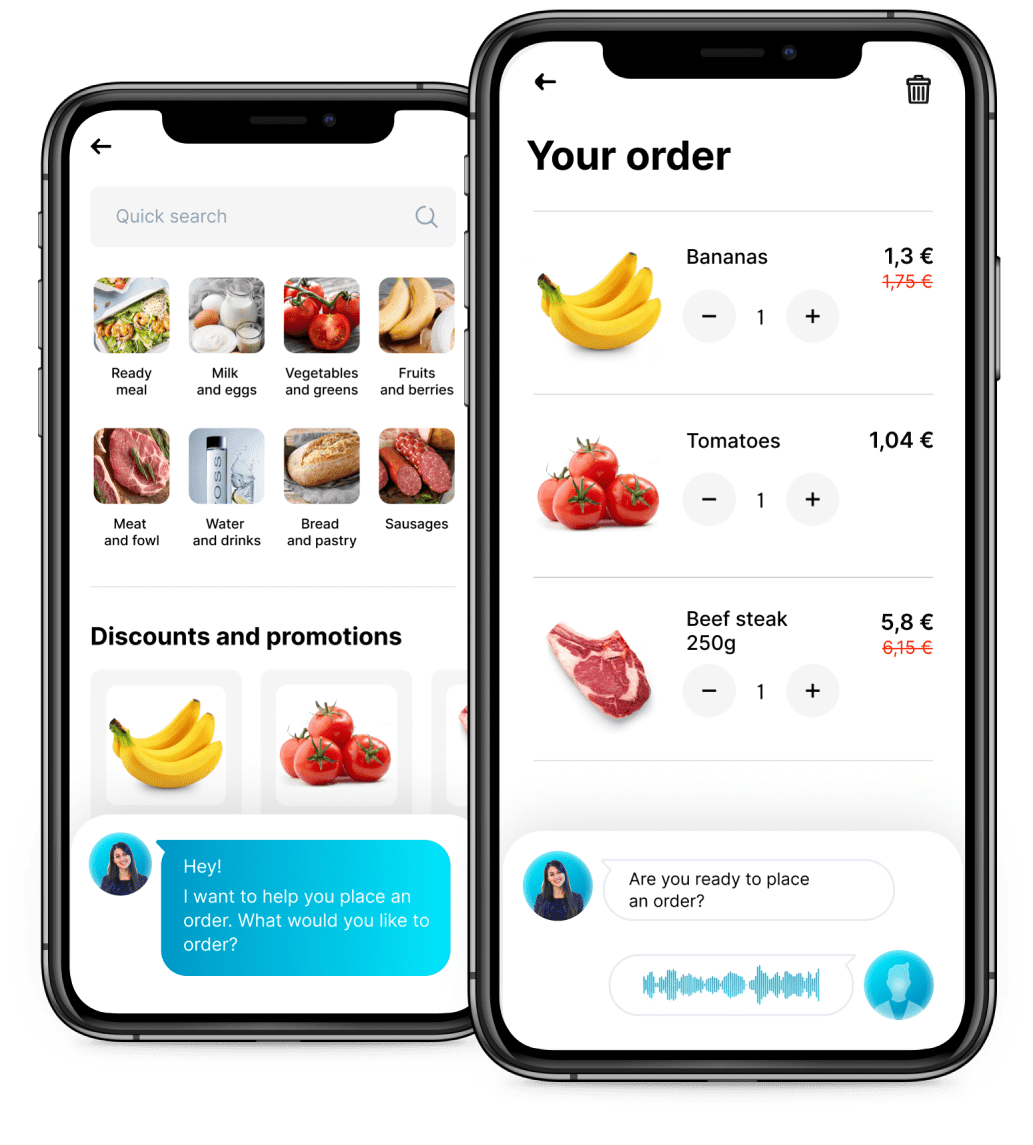 Quick search
Ready
meal
Milk
and eggs
Vegetables
and greens
Fruits
and berries
Meat
and fowl
Water
and drinks
Bread
and pastry
Sausages
Discounts and promotions
Hey!
I want to help you place an
order. What would you like to
order?
Your order
Bananas
1,3 €
1,75 €
1
Tomatoes
1,04 €
1
Beef steak
250g
5,8 €
6,15 €
1
Are you ready to place
an order?